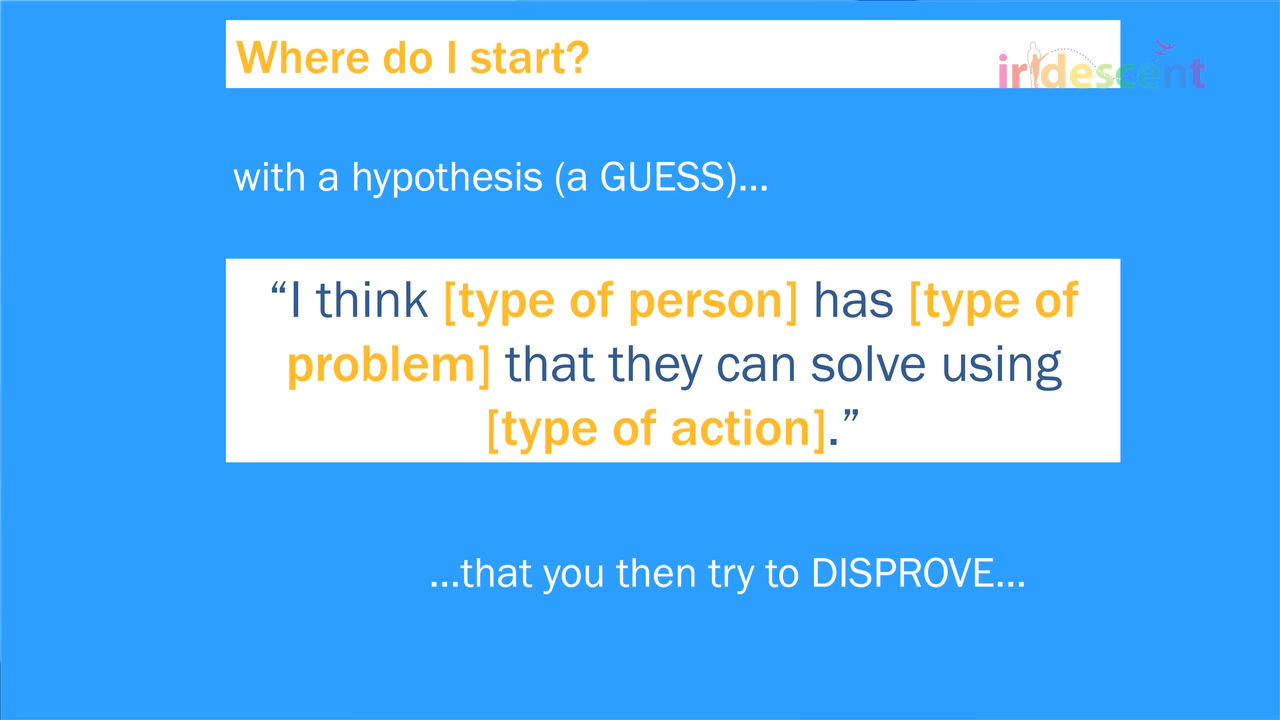 Where do I start?
iridescent
with a hypothesis (a GUESS)...
“I think [type of person] has [type of
problem] that they can solve using
[type of action].”
...that you then try to DISPROVE...